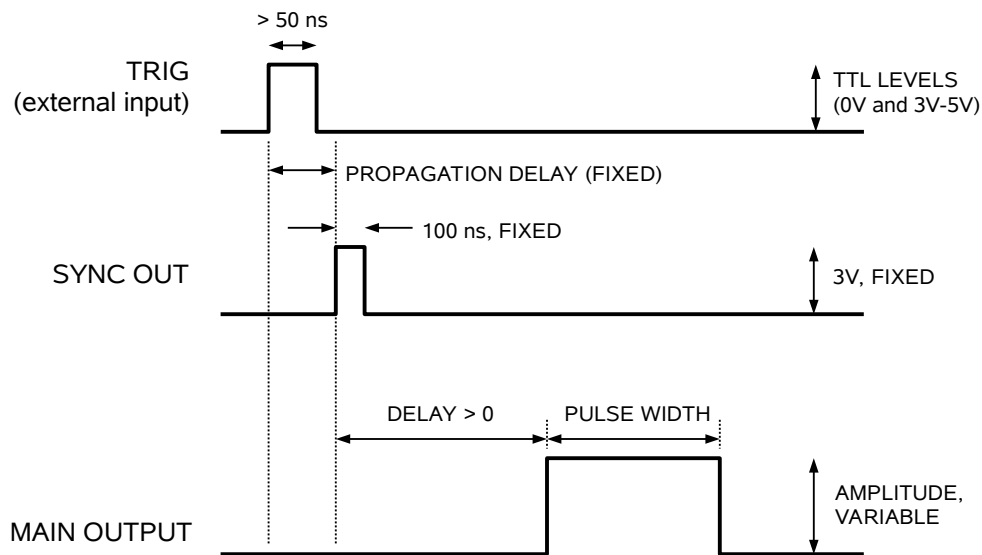 > 50 ns
TRIG
(external input)
TTL LEVELS
(0V and 3V-5V)
PROPAGATION DELAY (FIXED)
100 ns, FIXED
SYNC OUT
3V, FIXED
DELAY > 0
PULSE WIDTH
AMPLITUDE,
VARIABLE
MAIN OUTPUT